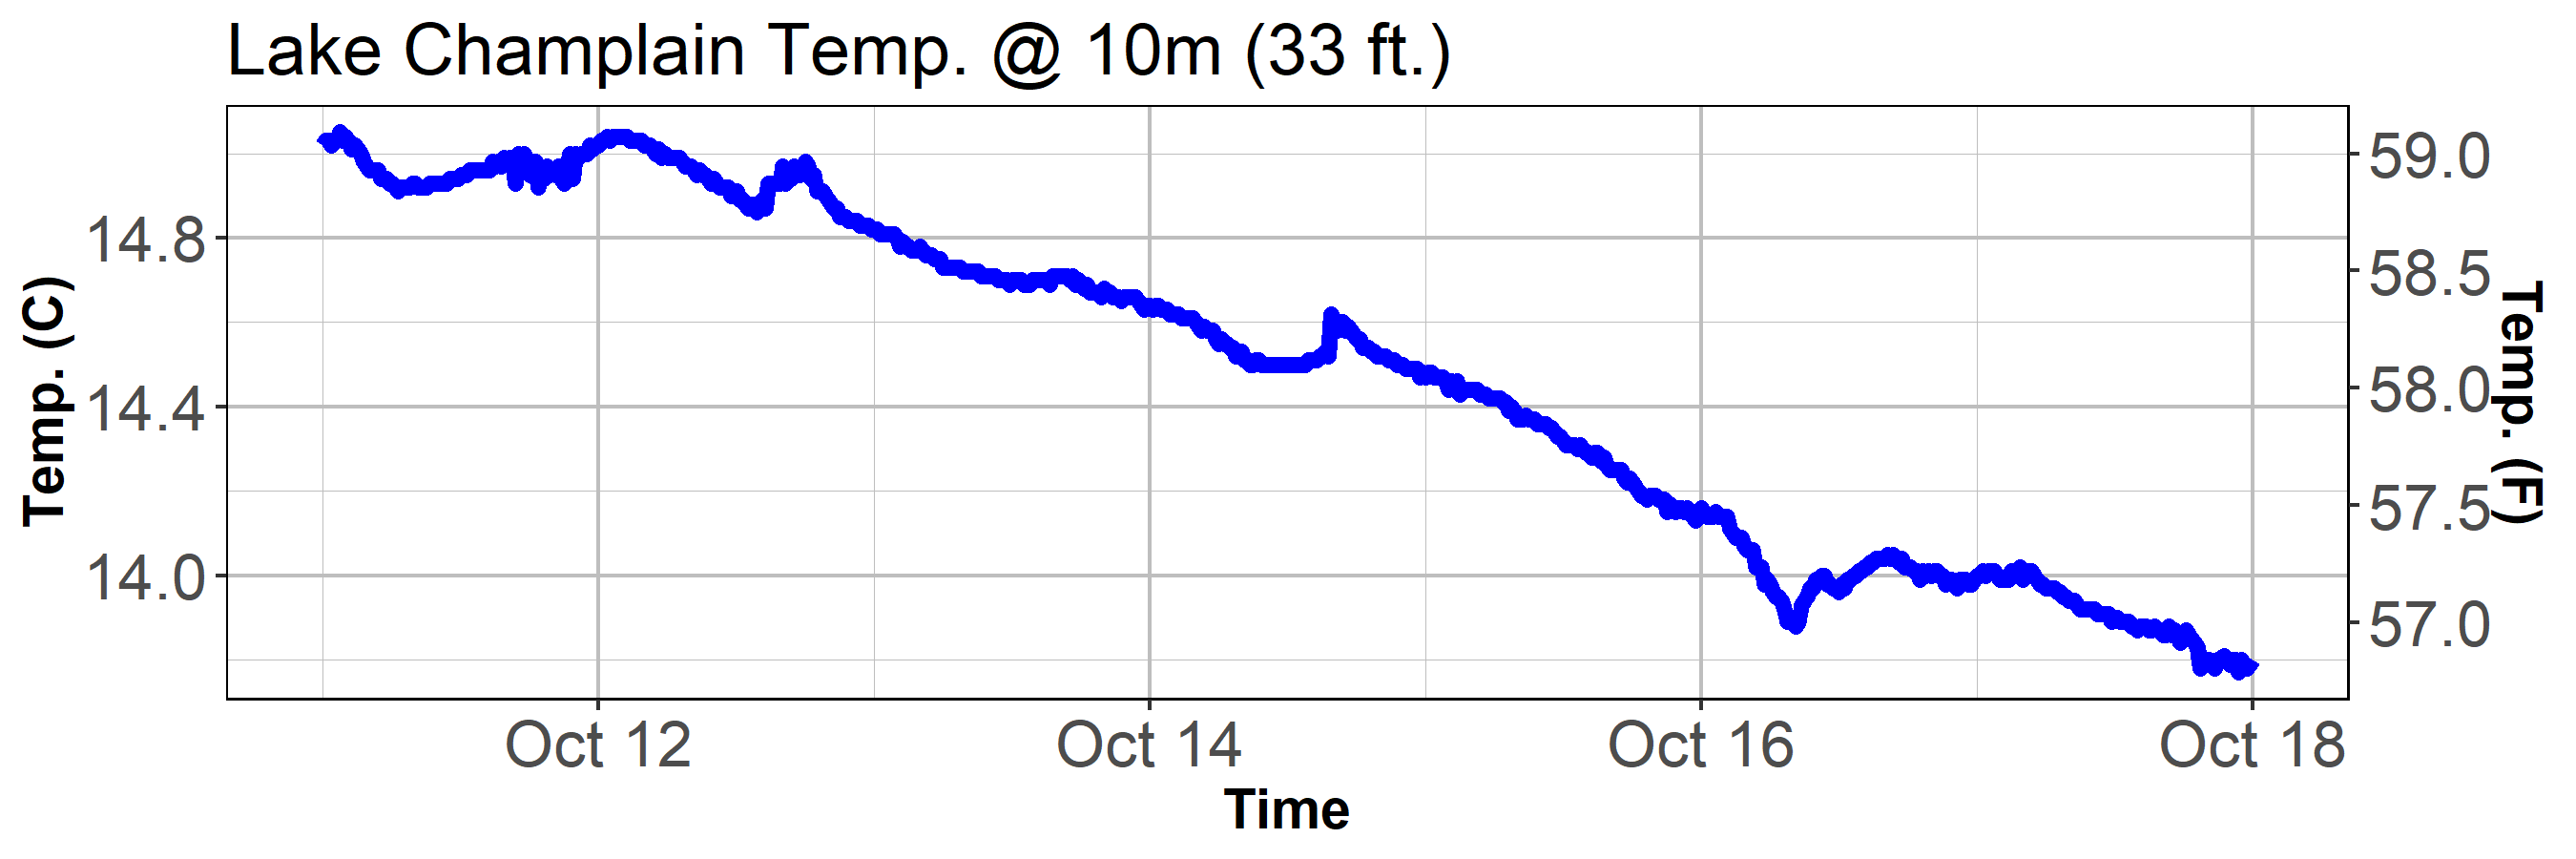 Lake Champlain Temp. @ 10m (33 ft.)
Temp. (C)
14.8
14.4
14.0
59.0
58.5
58.0
57.5
57.0
Temp. (F)
Oct 12
Oct 14
Oct 16
Oct 18
Time